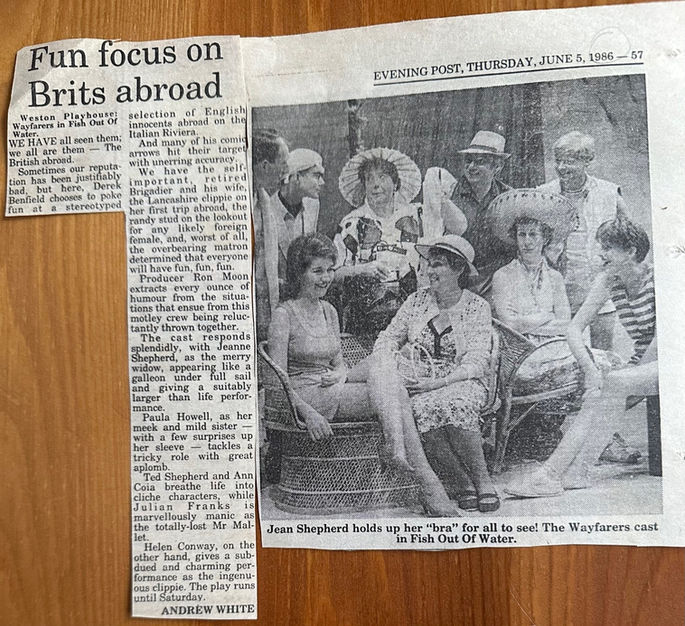 Fun focus on
Brits abroad
Weston Playhouse:
Wayfarers in Fish Out Of
Water.
WE HAVE all seen them;
we all are them — The
British abroad.
Sometimes our reputa-
tion has been justifiably
bad, but here, Derek
Benfield chooses to poke
fun at a stereotyped
selection of English
innocents abroad on the
Italian Riviera.
And many of his comic
arrows hit their target
with unerring accuracy.
We have the self-
important, retired
Brigadier and his wife,
the Lancashire clippie on
her first trip abroad, the
randy stud on the lookout
for any likely foreign
female, and, worst of all,
the overbearing matron
determined that everyone
will have fun, fun, fun.
Producer Ron Moon
extracts every ounce of
humour from the situa-
tions that ensue from this
motley crew being reluc-
tantly thrown together.
The cast responds
splendidly, with Jeanne
Shepherd, as the merry
widow, appearing like a
galleon under full sail
and giving a suitably
larger than life perfor-
mance.
Paula Howell, as her
meek and mild sister —
with a few surprises up
her sleeve — tackles a
tricky role with great
aplomb.
Ted Shepherd and Ann
Coia breathe life into
cliche characters, while
Julian Franks is
marvellously manic as
the totally-lost Mr Mal-
let.
Helen Conway, on the
other hand, gives a sub-
dued and charming per-
formance as the ingenu-
ous clippie. The play runs
until Saturday.
ANDREW WHITE
EVENING POST, THURSDAY, JUNE 5, 1986 — 57
Jean Shepherd holds up her "bra" for all to see! The Wayfarers cast
in Fish Out Of Water.